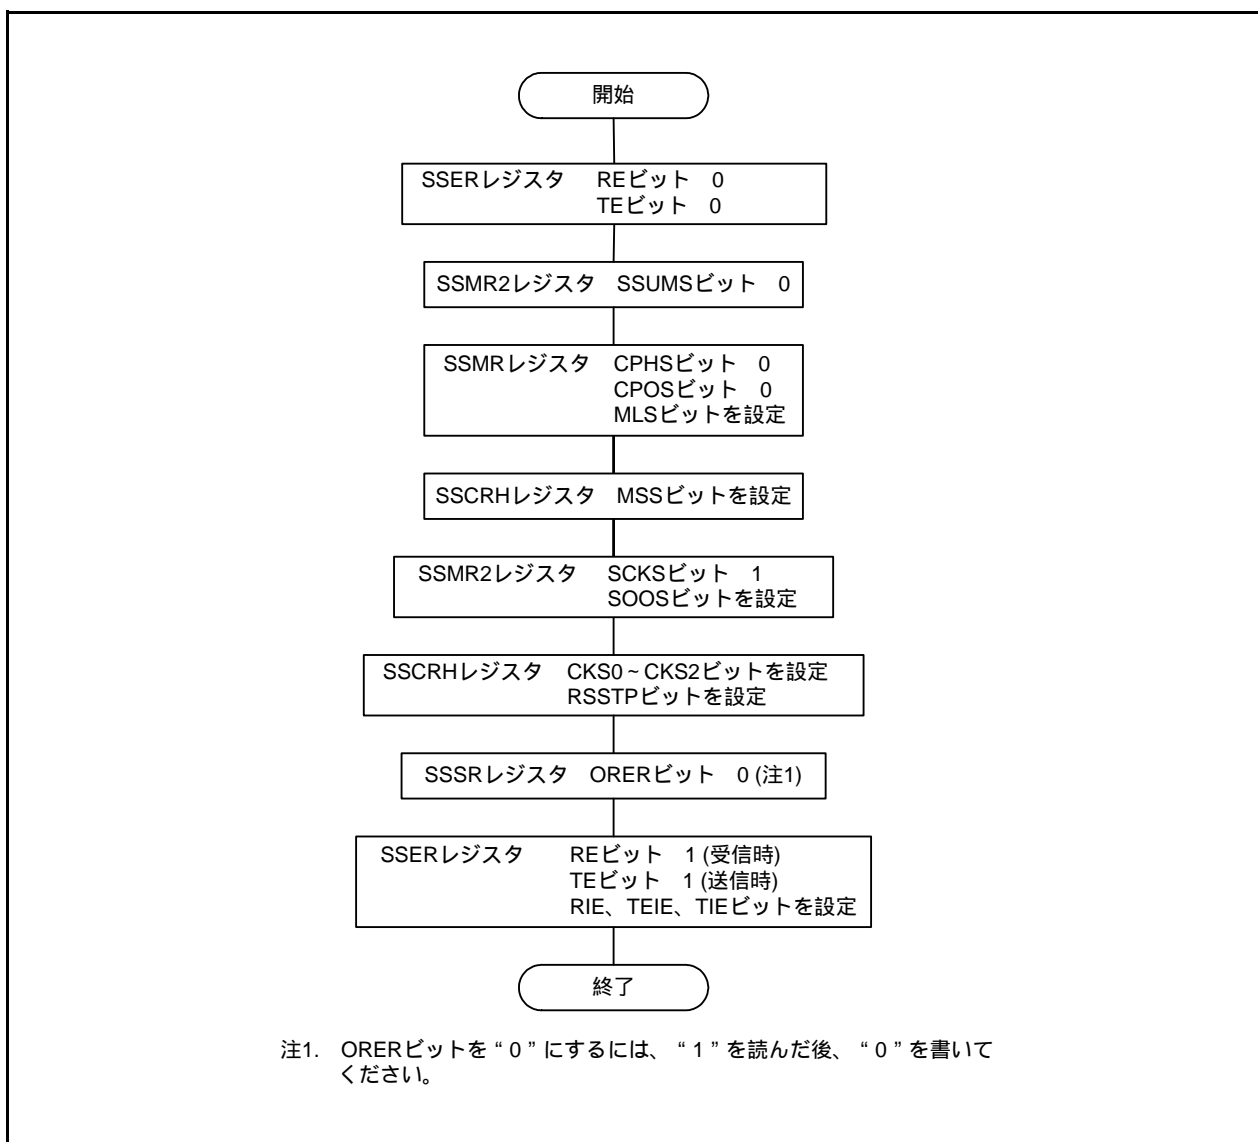 開始
SSERレジスタ　REビット　0
TEビット　0
SSMR2レジスタ　SSUMSビット　0
SSMRレジスタ　CPHSビット　0
CPOSビット　0
MLSビットを設定
SSCRHレジスタ　MSSビットを設定
SSMR2レジスタ　SCKSビット　1
SOOSビットを設定
SSCRHレジスタ　CKS0～CKS2ビットを設定
RSSTPビットを設定
SSSRレジスタ　ORERビット　0 (注1)
SSERレジスタ　REビット　1 (受信時)
TEビット　1 (送信時)
RIE、TEIE、TIEビットを設定
終了
注1.　ORERビットを“0”にするには、“1”を読んだ後、“0”を書いて
ください。